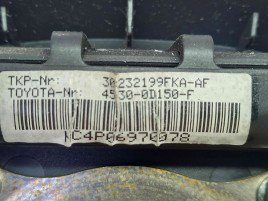 TKP-Nr: 30232199FKA-AF
TOYOTA-Nr: 4530-0D150-F
NC4P06970078